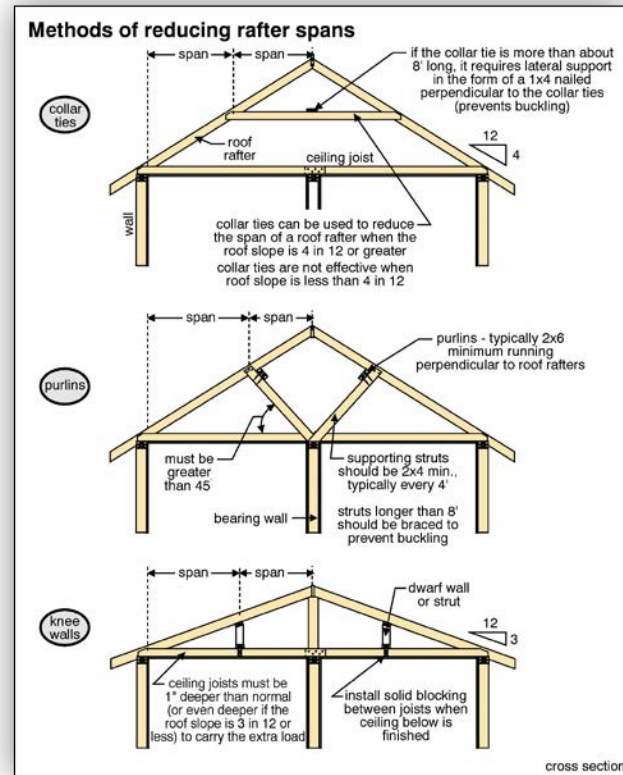 Methods of reducing rafter spans
span
span
if the collar tie is more than about
8' long, it requires lateral support
in the form of a 1x4 nailed
perpendicular to the collar ties
(prevents buckling)
collar
ties
12
4
roof
rafter
ceiling joist
wall
collar ties can be used to reduce
the span of a roof rafter when the
roof slope is 4 in 12 or greater
collar ties are not effective when
roof slope is less than 4 in 12
span
span
purlins - typically 2x6
minimum running
perpendicular to roof rafters
purlins
must be
greater
than 45
supporting struts
should be 2x4 min.,
typically every 4'
bearing wall
struts longer than 8'
should be braced to
prevent buckling
span
span
dwarf wall
or strut
knee
walls
12
3
ceiling joists must be
1" deeper than normal
(or even deeper if the
roof slope is 3 in 12 or
less) to carry the extra load
install solid blocking
between joists when
ceiling below is
finished
cross section